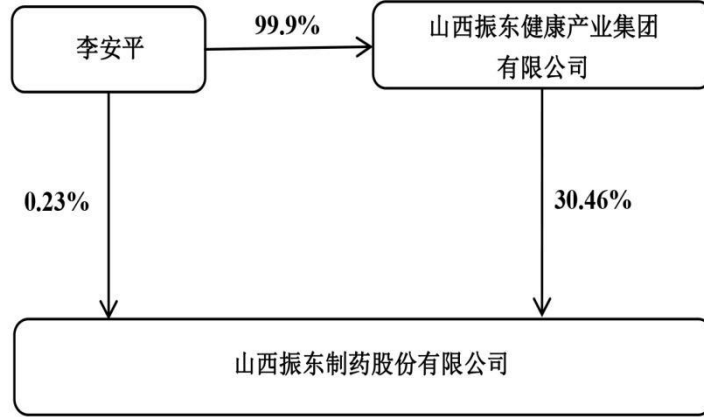 李安平
99.9%
山西振东健康产业集团
有限公司
0.23%
30.46%
山西振东制药股份有限公司